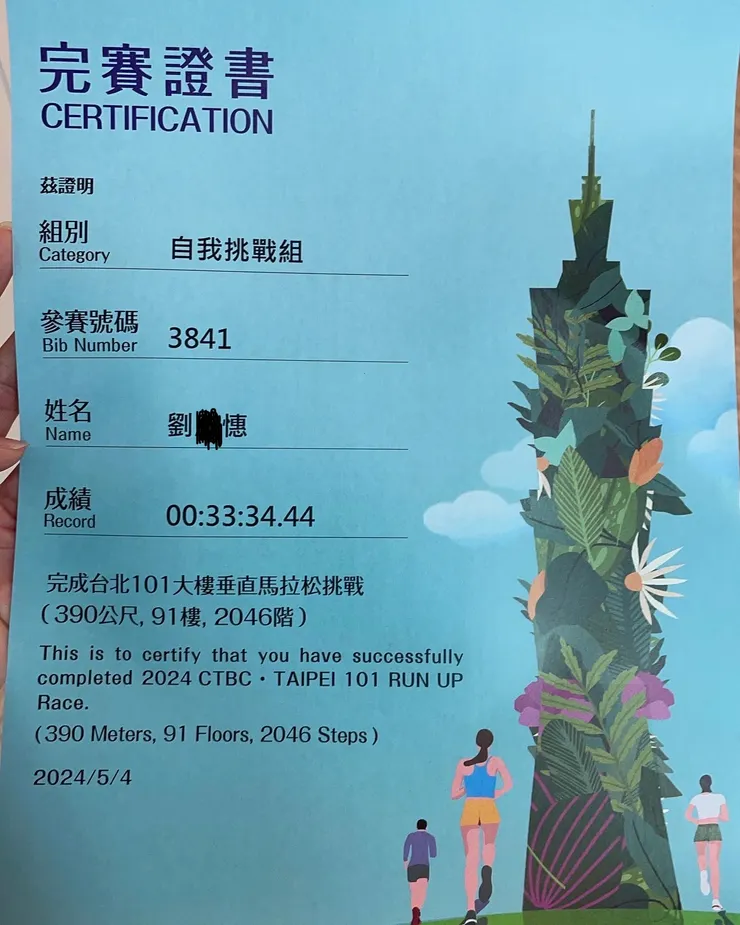 完賽證書
CERTIFICATION
茲證明
組別
Category
自我挑戰組
參賽號碼
Bib Number
3841
姓名
Name
劉 憓
成績
Record
00:33:34.44
完成台北101大樓垂直馬拉松挑戰
(390公尺, 91樓, 2046階)
This is to certify that you have successfully
completed 2024 CTBC・TAIPEI 101 RUN UP
Race.
(390 Meters, 91 Floors, 2046 Steps)
2024/5/4